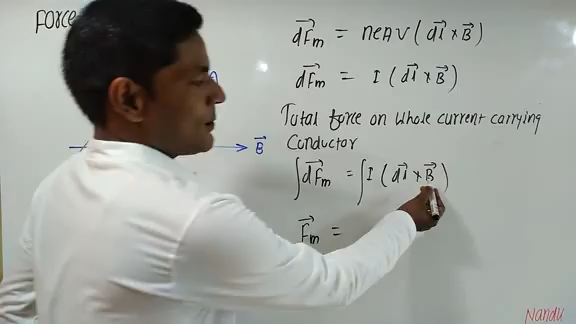 Force
dF⃗m = neAV (dl⃗ × B⃗)
dF⃗m = I (dl⃗ × B⃗)
Total force on whole current carrying
Conductor
B⃗
∫dF⃗m = ∫I (dl⃗ × B⃗)
F⃗m =
Nandu